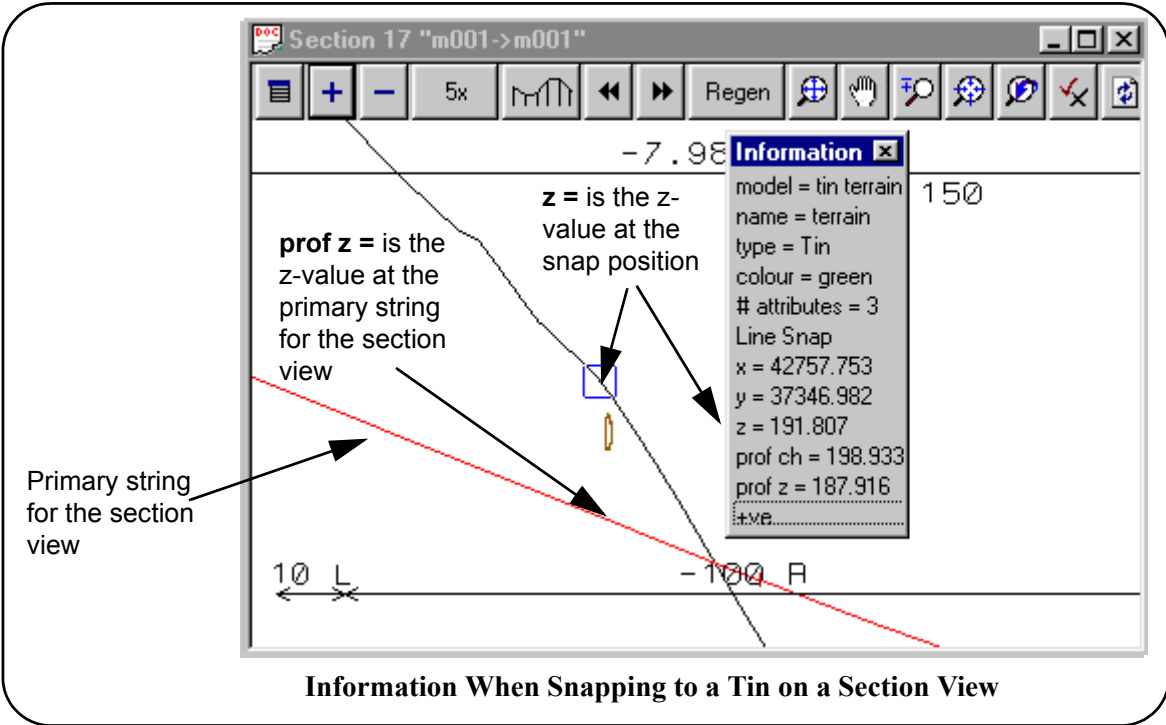 DOC
Section 17 "m001->m001"
5x
Regen
-7.98
150
Information
model = tin terrain
name = terrain
type = Tin
colour = green
# attributes = 3
Line Snap
x = 42757.753
y = 37346.982
z = 191.807
prof ch = 198.933
prof z = 187.916
+ve
z = is the z-
value at the
snap position
prof z = is the
z-value at the
primary string
for the section
view
Primary string
for the section
view
10 L
-100 R
Information When Snapping to a Tin on a Section View